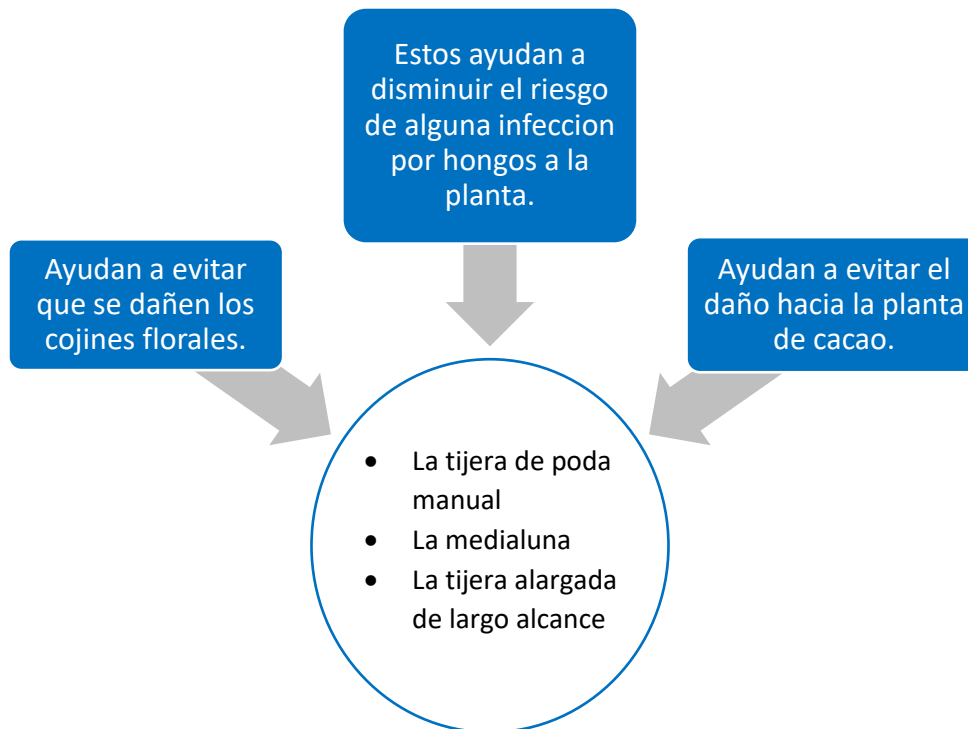 Estos ayudan a
disminuir el riesgo
de alguna infeccion
por hongos a la
planta.
Ayudan a evitar
que se dañen los
cojines florales.
Ayudan a evitar el
daño hacia la planta
de cacao.
• La tijera de poda
manual
• La medialuna
• La tijera alargada
de largo alcance